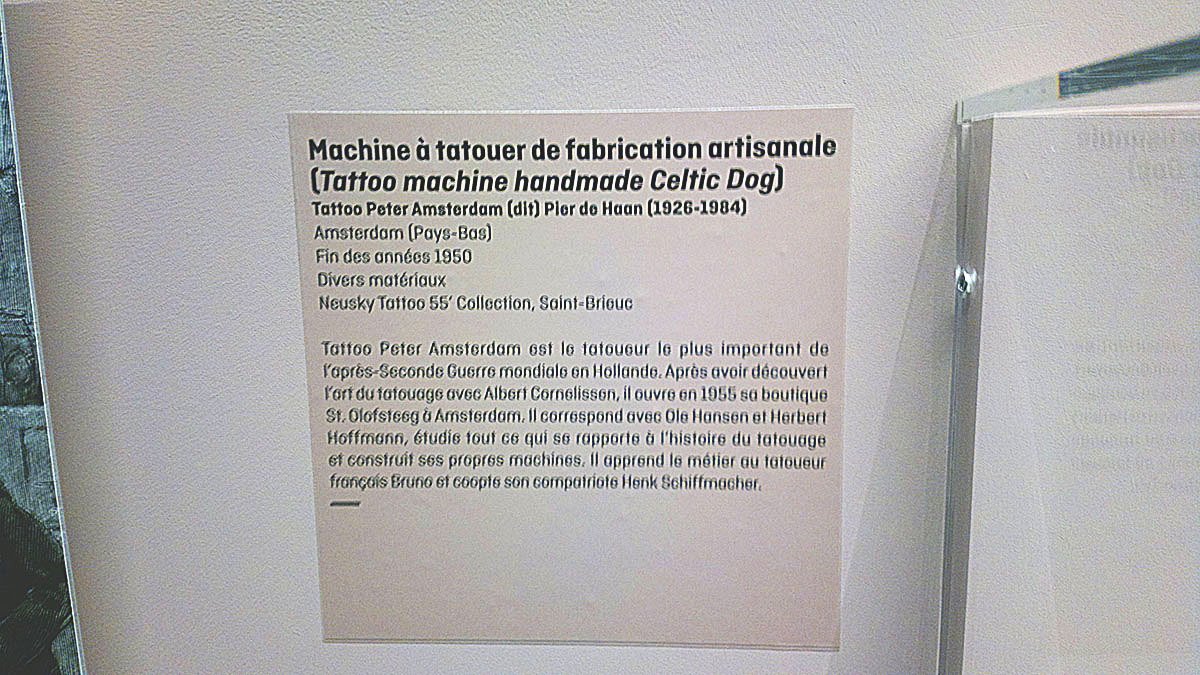 Machine à tatouer de fabrication artisanale
(Tattoo machine handmade Celtic Dog)
Tattoo Peter Amsterdam (dit) Pier de Haan (1926-1984)
Amsterdam (Pays-Bas)
Fin des années 1950
Divers matériaux
Neusky Tattoo 55' Collection, Saint-Brieuc
Tattoo Peter Amsterdam est le tatoueur le plus important de
l'après-Seconde Guerre mondiale en Hollande. Après avoir découvert
l'art du tatouage avec Albert Cornelissen, il ouvre en 1955 sa boutique
St. Olofsteeg à Amsterdam. Il correspond avec Ole Hansen et Herbert
Hoffmann, étudie tout ce qui se rapporte à l'histoire du tatouage
et construit ses propres machines. Il apprend le métier au tatoueur
français Bruno et coopte son compatriote Henk Schiffmacher.